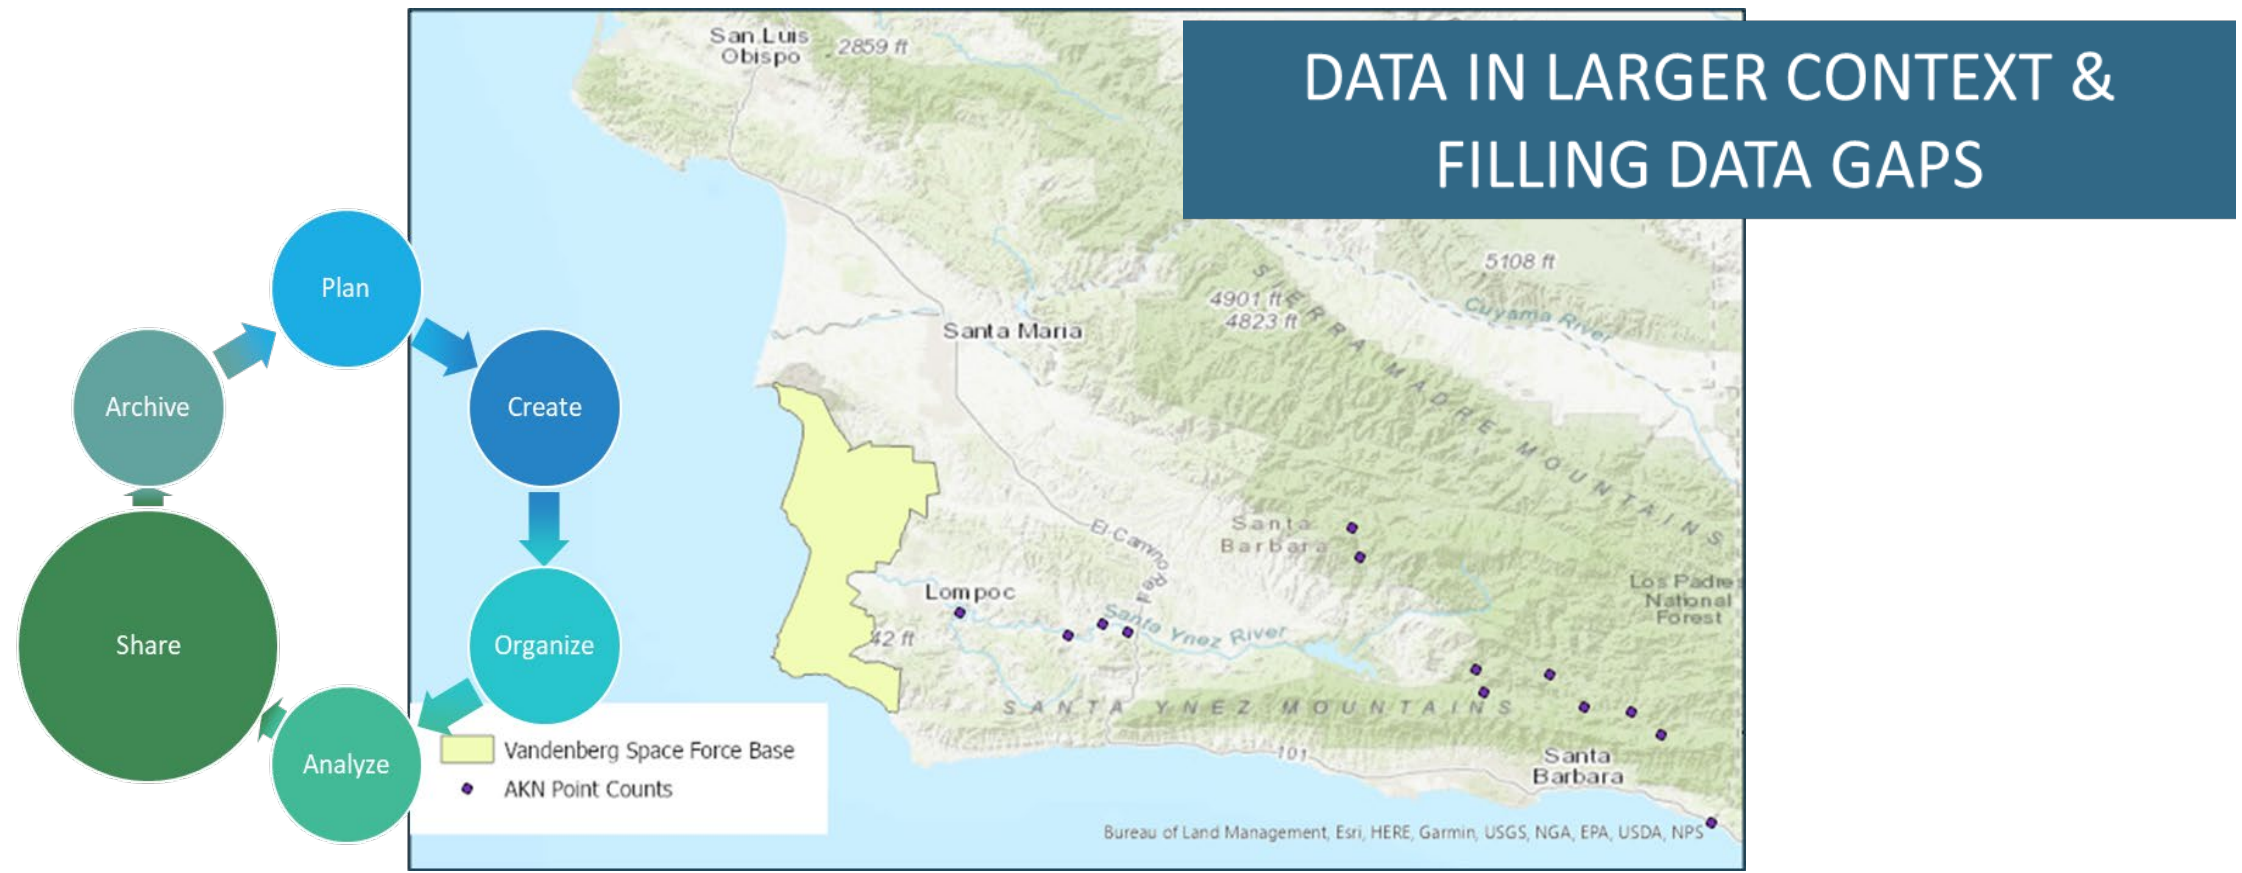 DATA IN LARGER CONTEXT &
FILLING DATA GAPS
Plan
Create
Organize
Analyze
Share
Archive
San Luis
Obispo
2859 ft
5108 ft
4901 ft
4823 ft
Cuyama River
SIERRA MADRE MOUNTAINS
Santa Maria
El Camino Real
Santa
Barbara
Los Padre
National
Forest
Lompoc
Santa Ynez River
42 ft
SANTA YNEZ MOUNTAINS
101
Santa
Barbara
Vandenberg Space Force Base
AKN Point Counts
Bureau of Land Management, Esri, HERE, Garmin, USGS, NGA, EPA, USDA, NPS